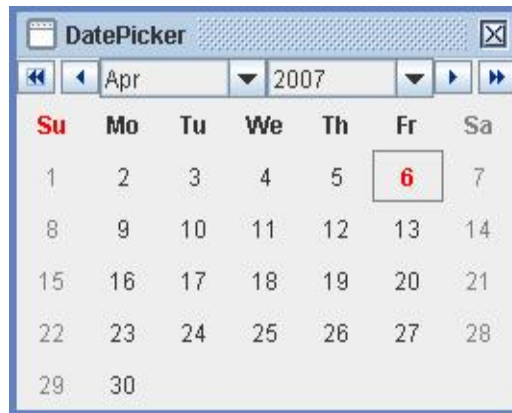 DatePicker
Apr 2007
Su Mo Tu We Th Fr Sa
1 2 3 4 5 6 7
8 9 10 11 12 13 14
15 16 17 18 19 20 21
22 23 24 25 26 27 28
29 30